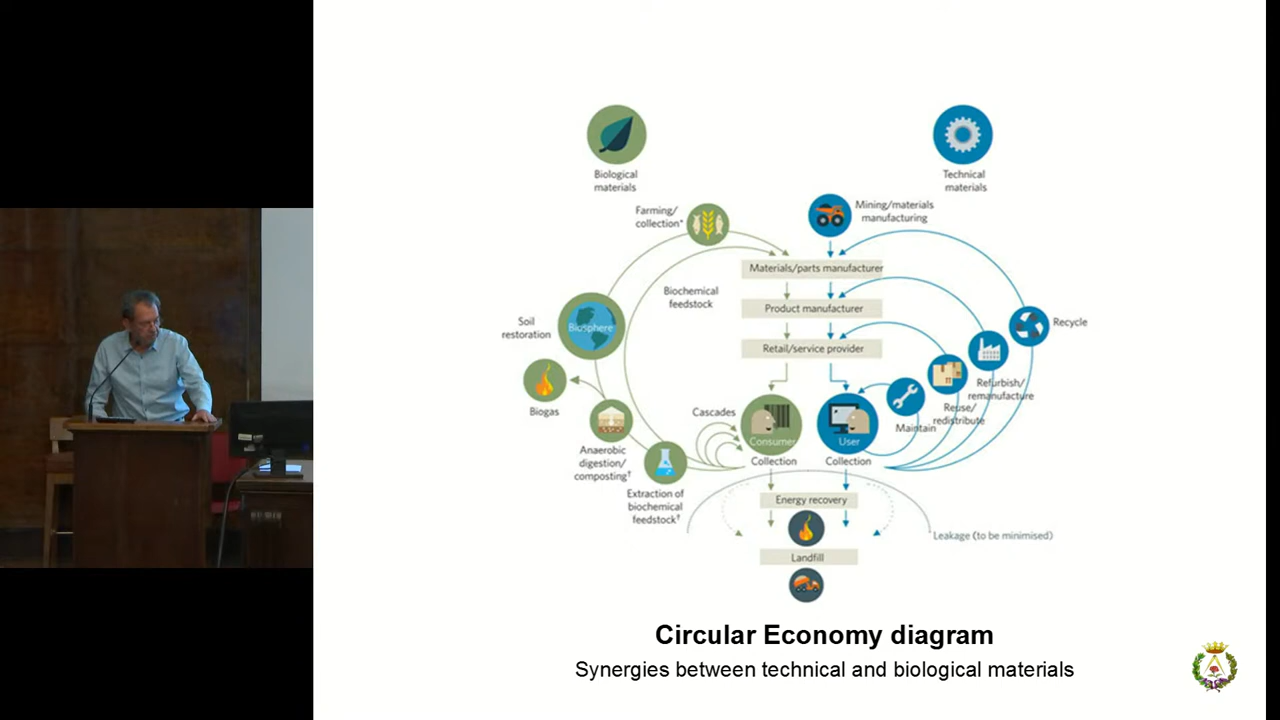 Biological
materials
Technical
materials
Farming/
collection*
Mining/materials
manufacturing
Materials/parts manufacturer
Biochemical
feedstock
Product manufacturer
Soil
restoration
Biosphere
Recycle
Retail/service provider
Refurbish/
remanufacture
Biogas
Reuse/
redistribute
Cascades
Maintain
Consumer
User
Anaerobic
digestion/
composting†
Collection
Collection
Extraction of
biochemical
feedstock†
Energy recovery
Leakage (to be minimised)
Landfill
Circular Economy diagram
Synergies between technical and biological materials